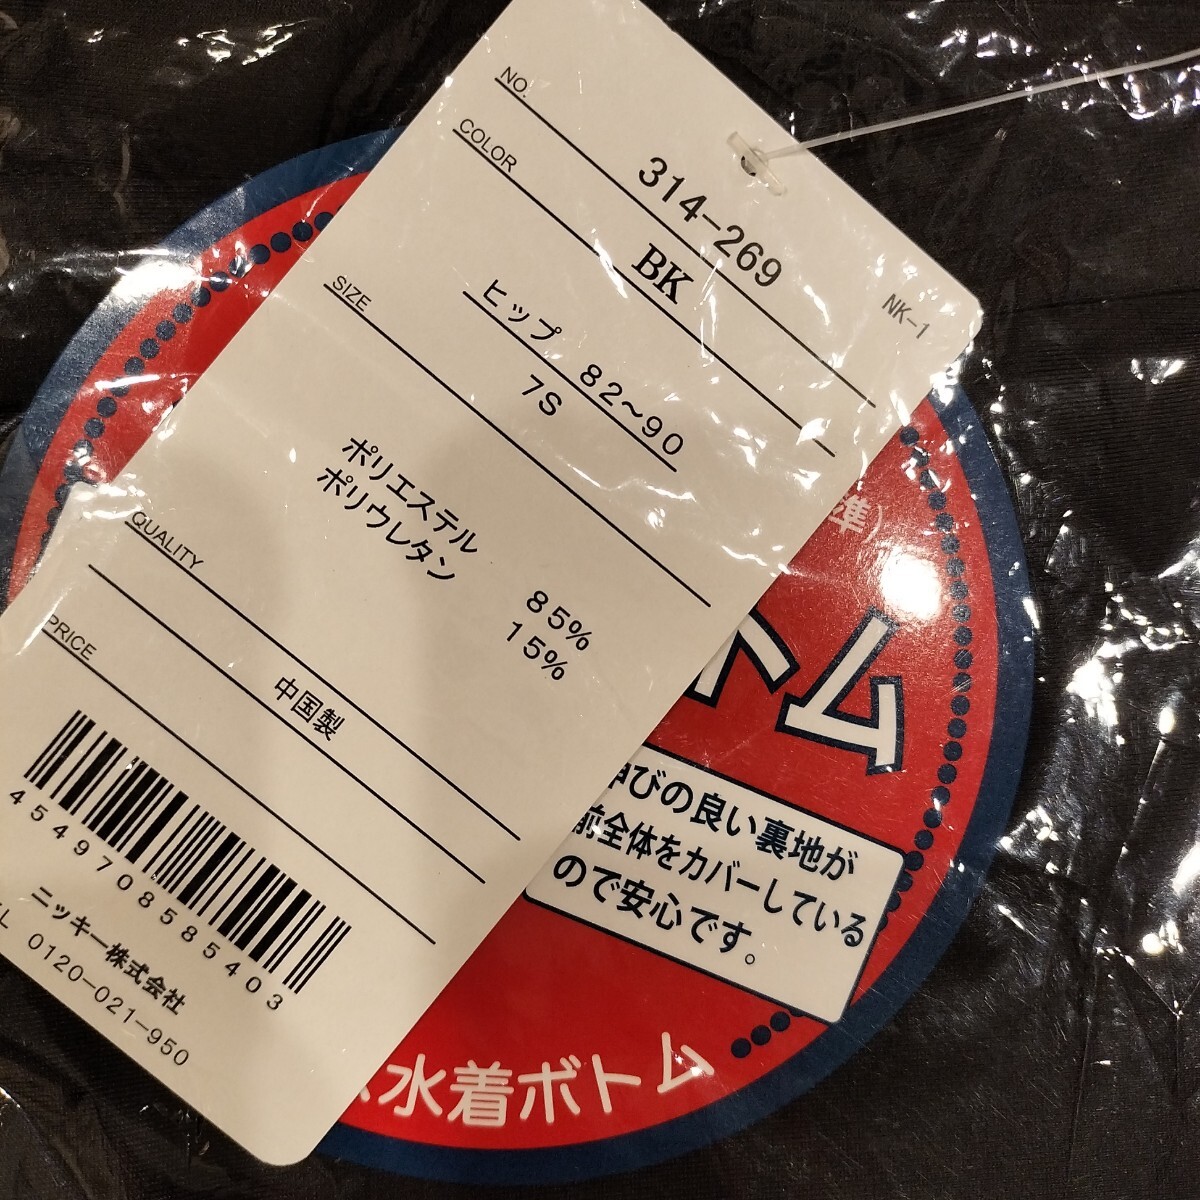 NO.
314-269
NK-1
COLOR
BK
SIZE
ヒップ 82~90
7S
ポリエステル 85%
ポリウレタン 15%
QUALITY
中国製
PRICE
4549708585403
ニッキー株式会社
0120-021-950
準)
トム
伸びの良い裏地が
前全体をカバーしている
ので安心です。
水着ボトム